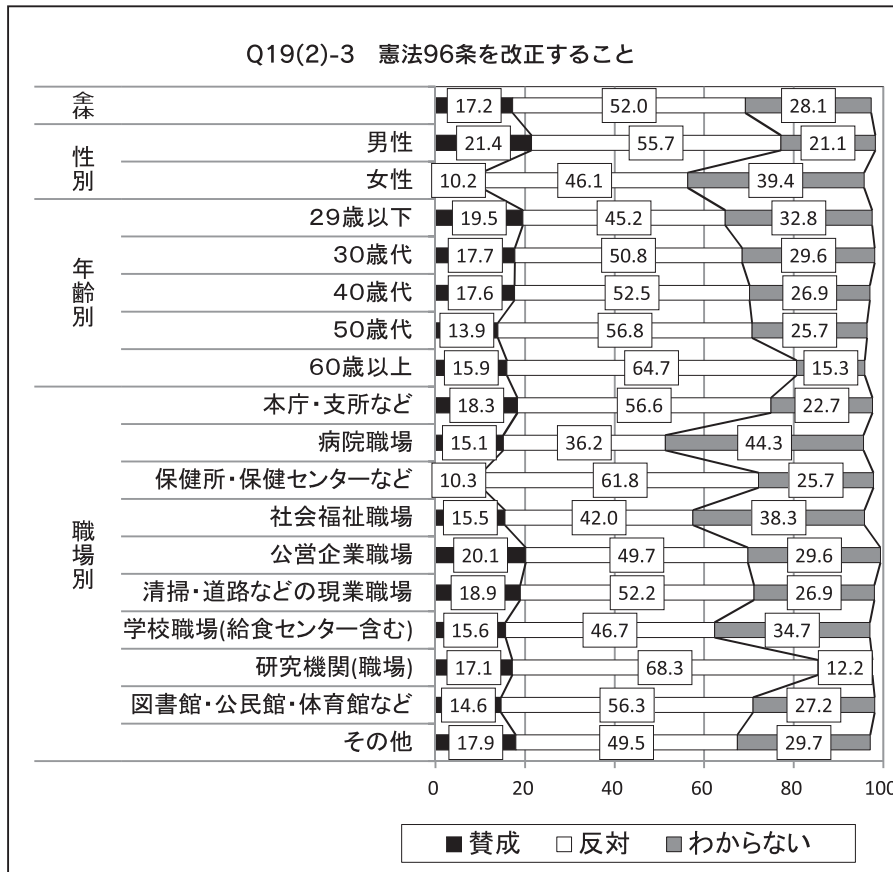 Q19(2)-3　憲法96条を改正すること
全体 17.2 52.0 28.1
性別
男性 21.4 55.7 21.1
女性 10.2 46.1 39.4
年齢別
29歳以下 19.5 45.2 32.8
30歳代 17.7 50.8 29.6
40歳代 17.6 52.5 26.9
50歳代 13.9 56.8 25.7
60歳以上 15.9 64.7 15.3
職場別
本庁・支所など 18.3 56.6 22.7
病院職場 15.1 36.2 44.3
保健所・保健センターなど 10.3 61.8 25.7
社会福祉職場 15.5 42.0 38.3
公営企業職場 20.1 49.7 29.6
清掃・道路などの現業職場 18.9 52.2 26.9
学校職場(給食センター含む) 15.6 46.7 34.7
研究機関(職場) 17.1 68.3 12.2
図書館・公民館・体育館など 14.6 56.3 27.2
その他 17.9 49.5 29.7
0 20 40 60 80 100
賛成 反対 わからない